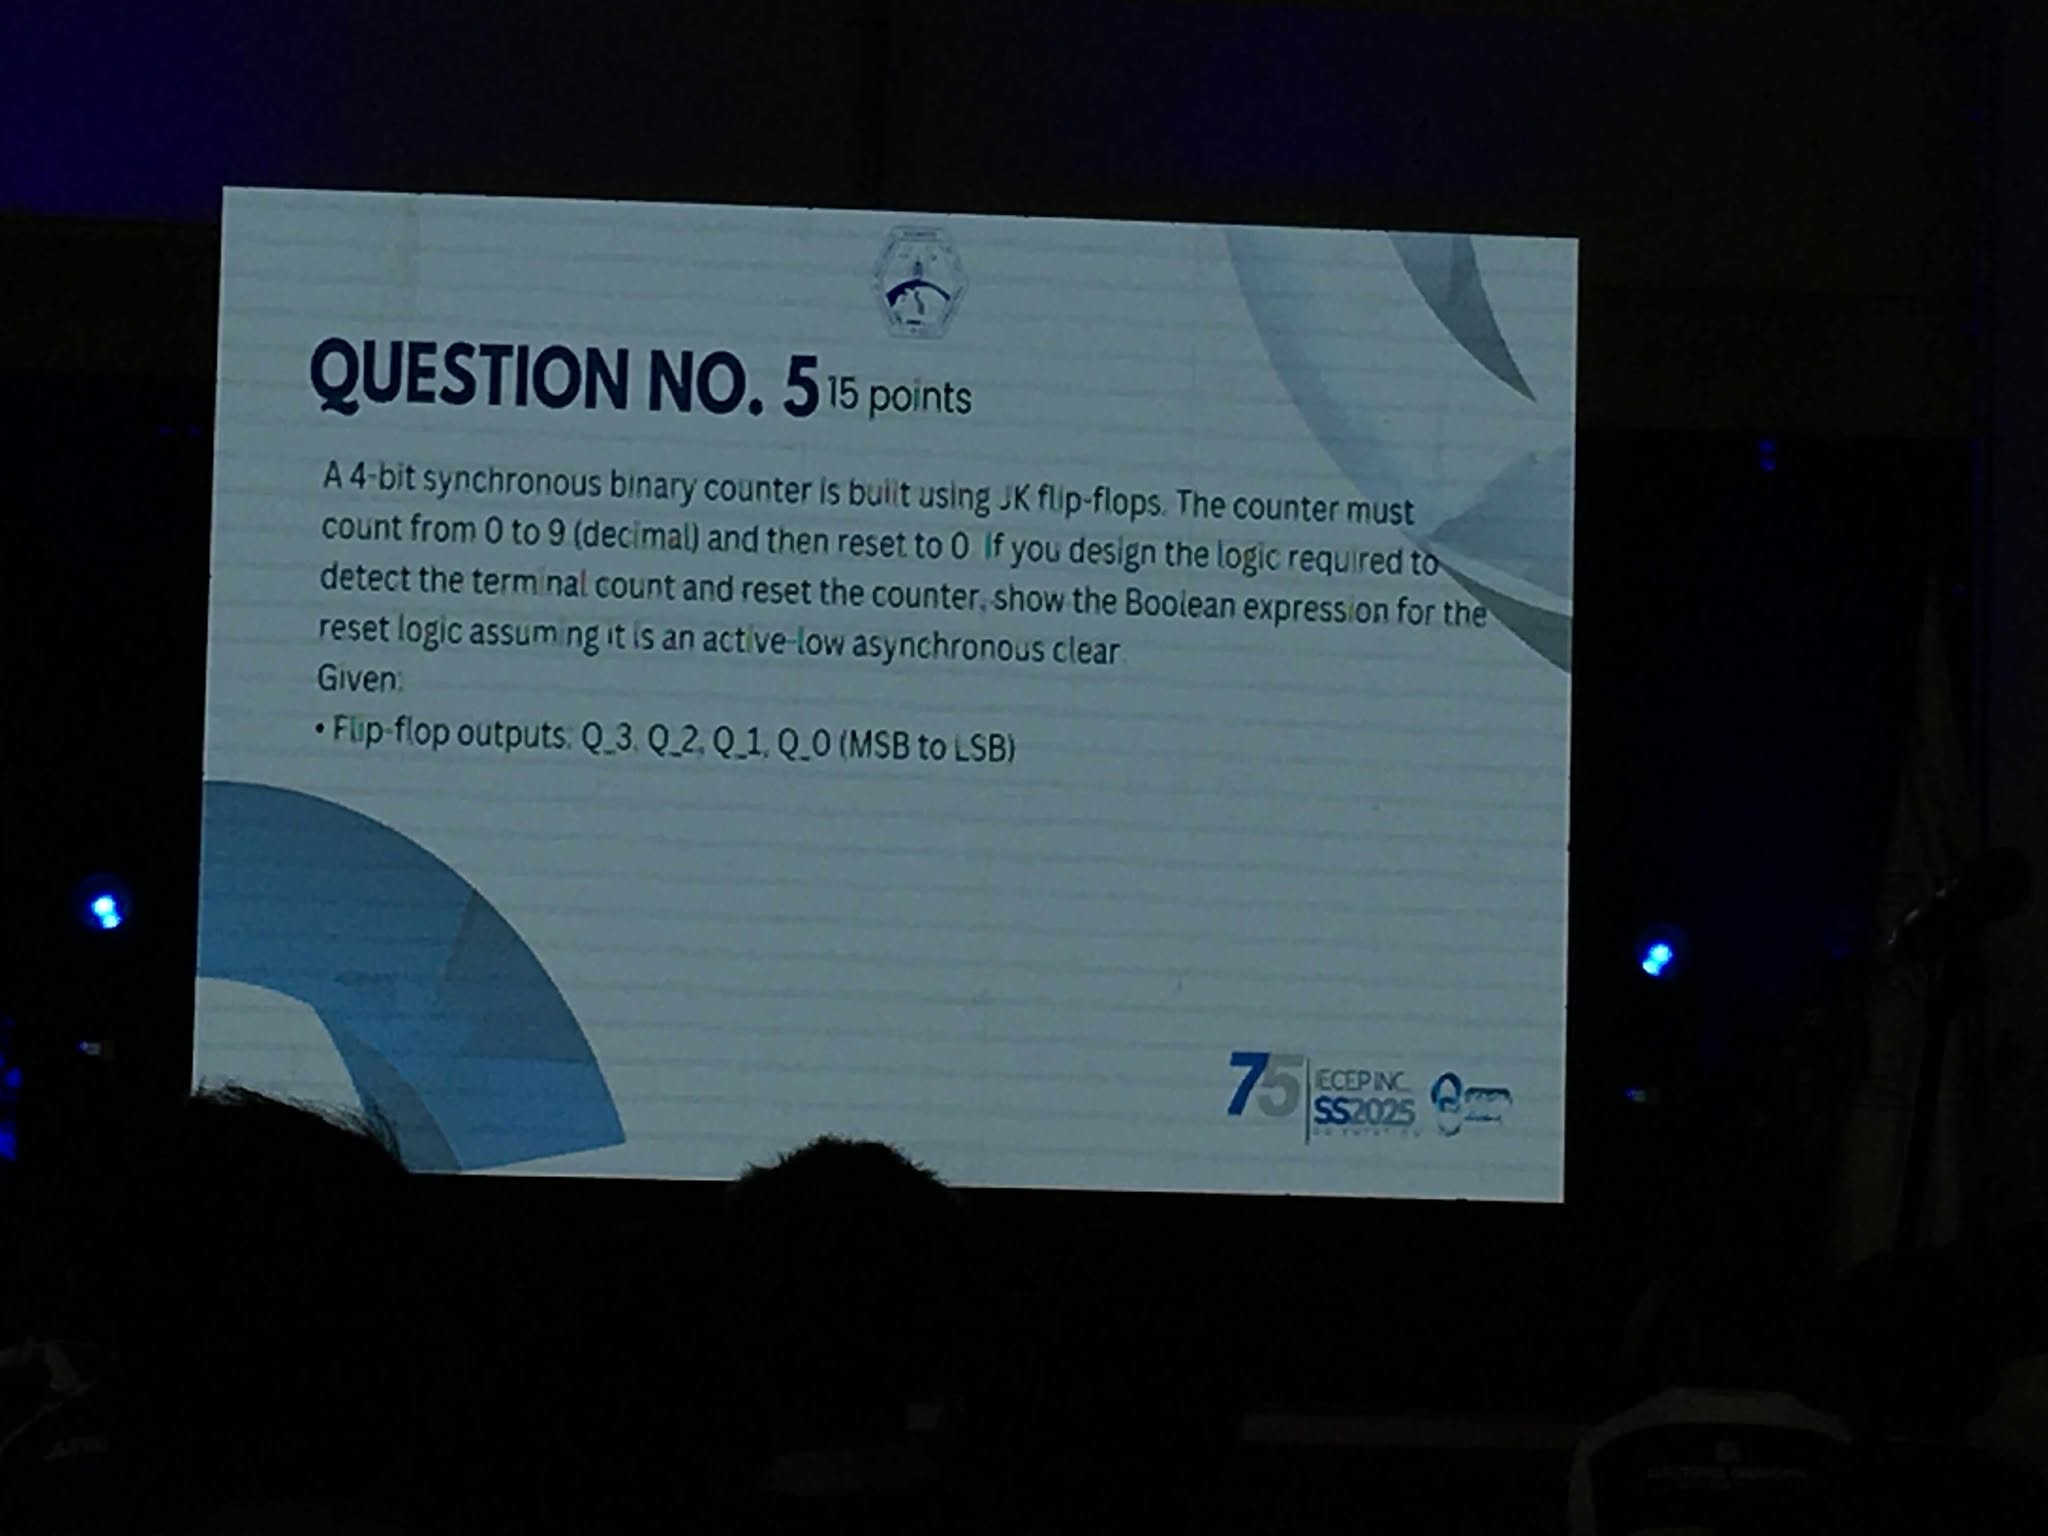 QUESTION NO. 5 15 points
A 4-bit synchronous binary counter is built using JK flip-flops. The counter must
count from 0 to 9 (decimal) and then reset to 0 If you design the logic required to
detect the terminal count and reset the counter, show the Boolean expression for the
reset logic assuming it is an active-low asynchronous clear.
Given:
• Flip-flop outputs: Q_3, Q_2, Q_1, Q_0 (MSB to LSB)
75 IECEP INC.
SS2025